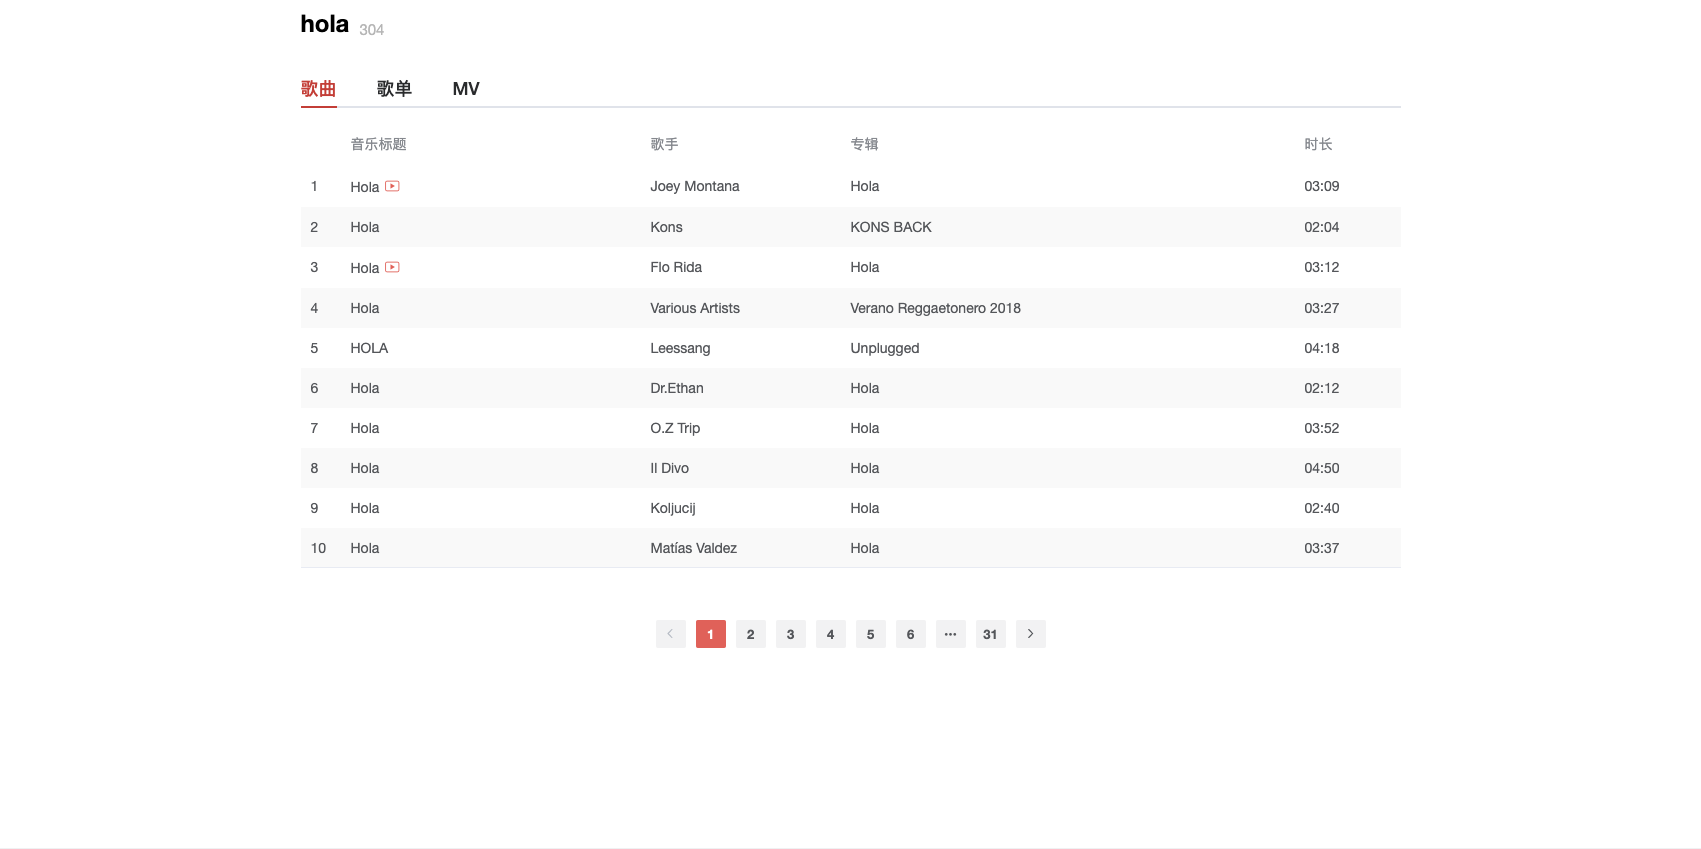 hola 304
歌曲 歌单 MV
音乐标题 歌手 专辑 时长
1 Hola Joey Montana Hola 03:09
2 Hola Kons KONS BACK 02:04
3 Hola Flo Rida Hola 03:12
4 Hola Various Artists Verano Reggaetonero 2018 03:27
5 HOLA Leessang Unplugged 04:18
6 Hola Dr.Ethan Hola 02:12
7 Hola O.Z Trip Hola 03:52
8 Hola Il Divo Hola 04:50
9 Hola Koljucij Hola 02:40
10 Hola Matías Valdez Hola 03:37
1 2 3 4 5 6 ••• 31